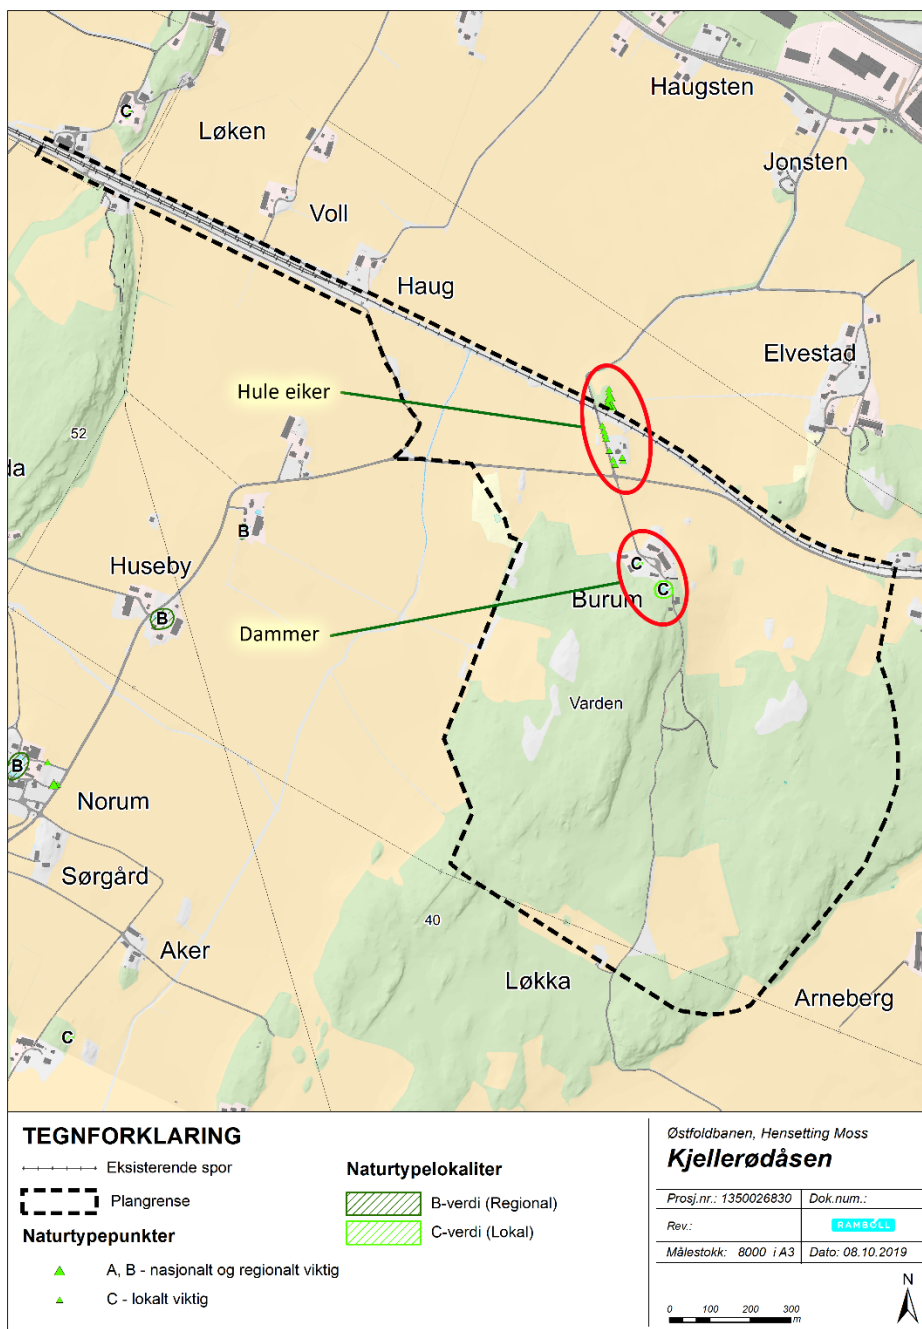 Haugsten
C
Løken
Jonsten
Voll
Haug
Elvestad
Hule eiker
52
da
B
Huseby
C
B
Burum
C
Dammer
Varden
B
Norum
Sørgård
40
Aker
Løkka
Arneberg
C
TEGNFORKLARING
Eksisterende spor
Plangrense
Naturtypepunkter
A, B - nasjonalt og regionalt viktig
C - lokalt viktig
Naturtypelokaliter
B-verdi (Regional)
C-verdi (Lokal)
Østfoldbanen, Hensetting Moss
Kjellerødåsen
Prosj.nr.: 1350026830 Dok.num.:
Rev.: RAMBOLL
Målestokk: 8000 i A3 Dato: 08.10.2019
N
0 100 200 300
m